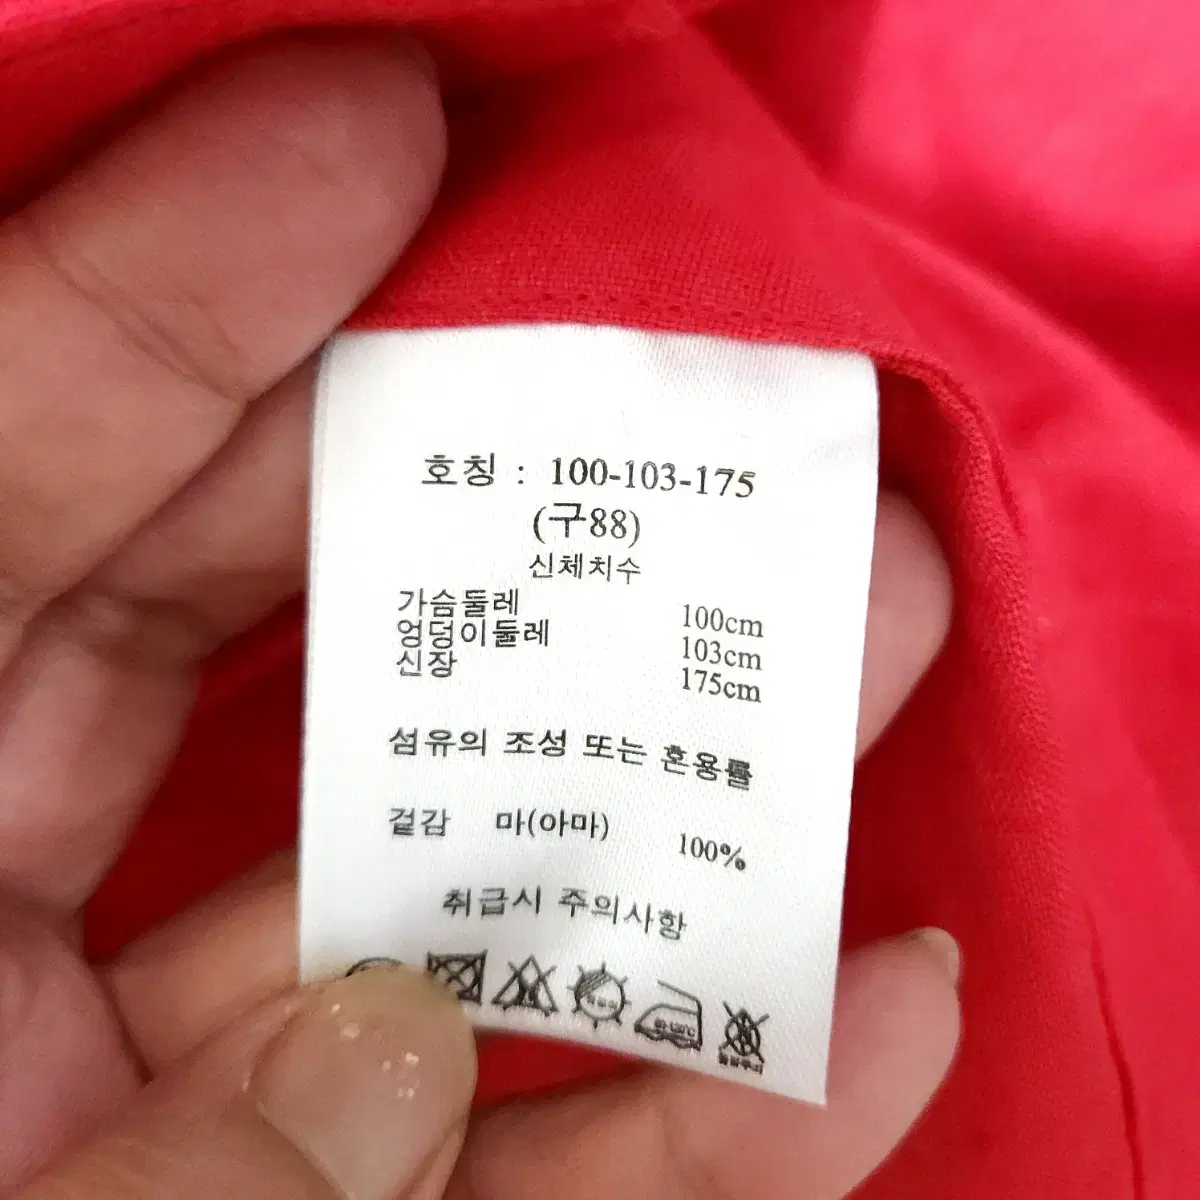 호칭 : 100-103-175
(구88)
신체치수
가슴둘레 100cm
엉덩이둘레 103cm
신장 175cm
섬유의 조성 또는 혼용률
겉감 마(아마) 100%
취급시 주의사항